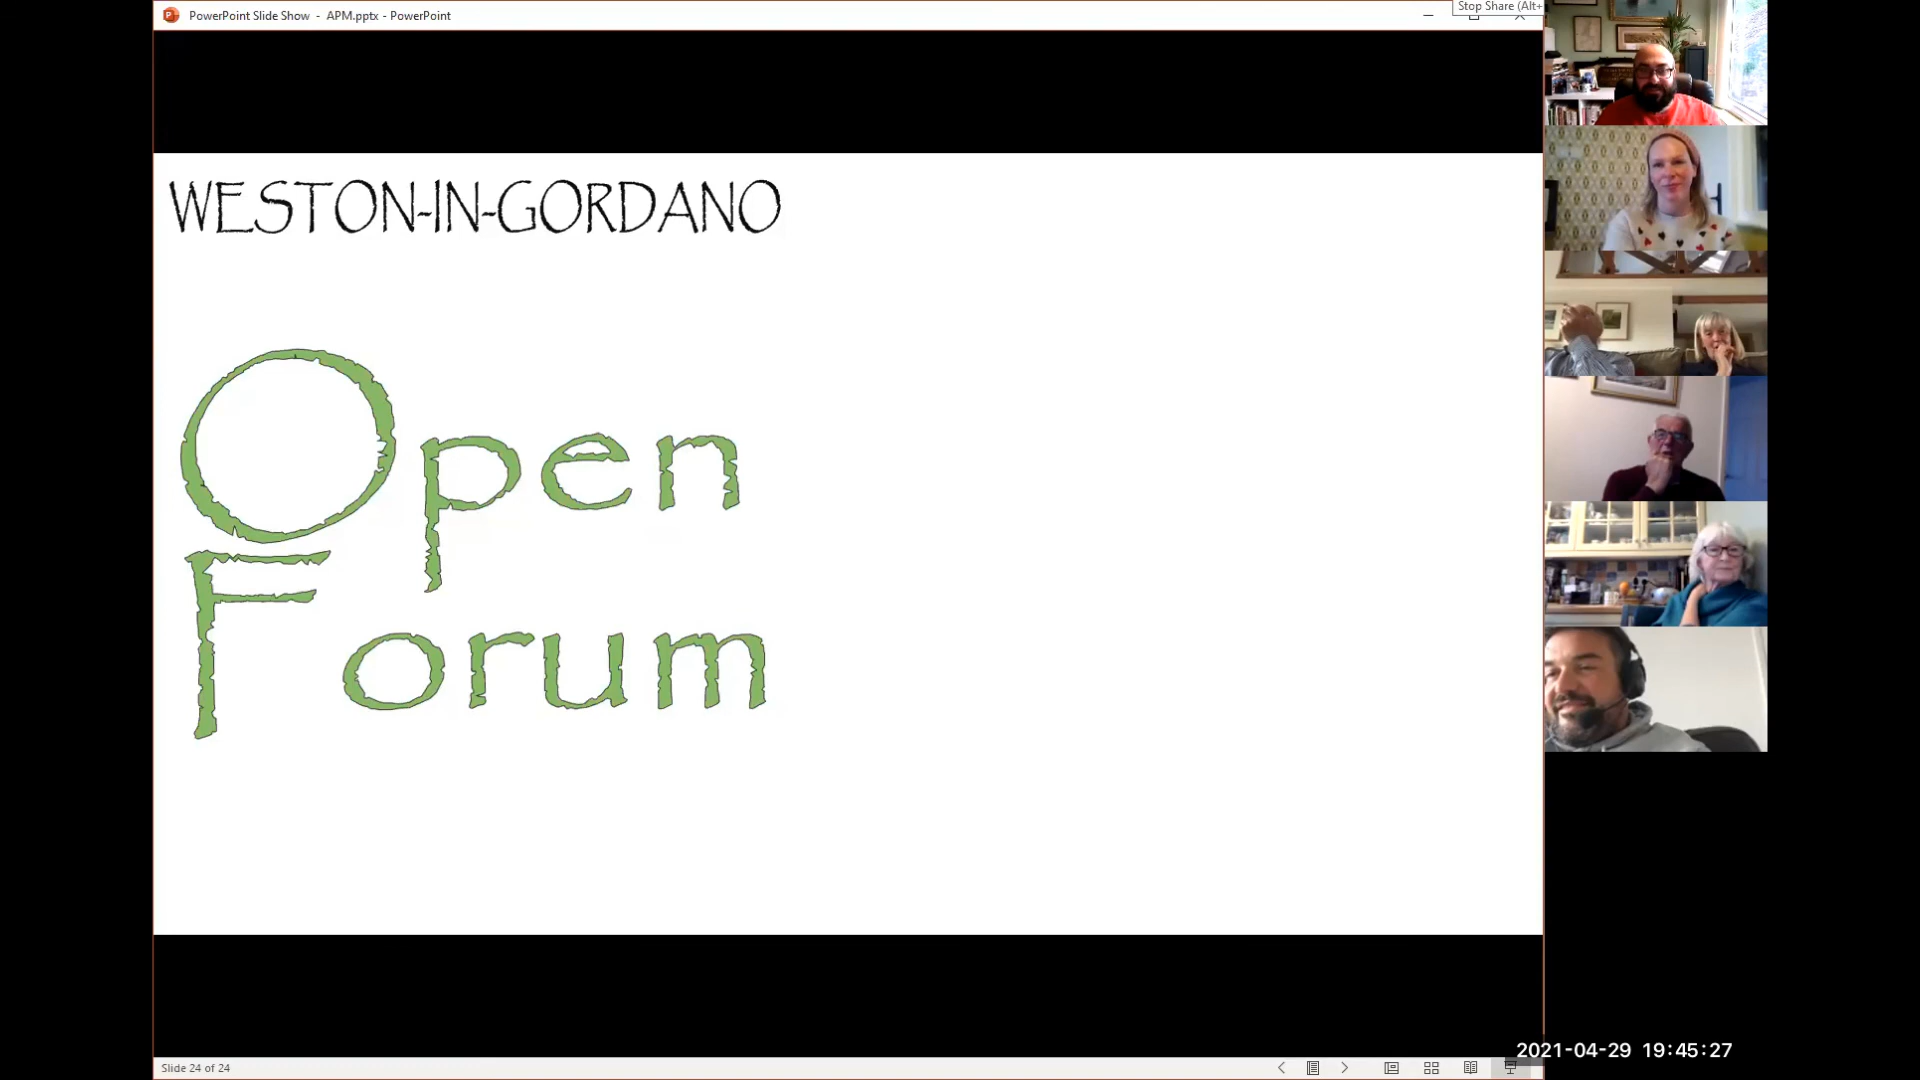 PowerPoint Slide Show - APM.pptx - PowerPoint
Stop Share (Alt+
WESTON-IN-GORDANO
Open
Forum
Slide 24 of 24
2021-04-29 19:45:27